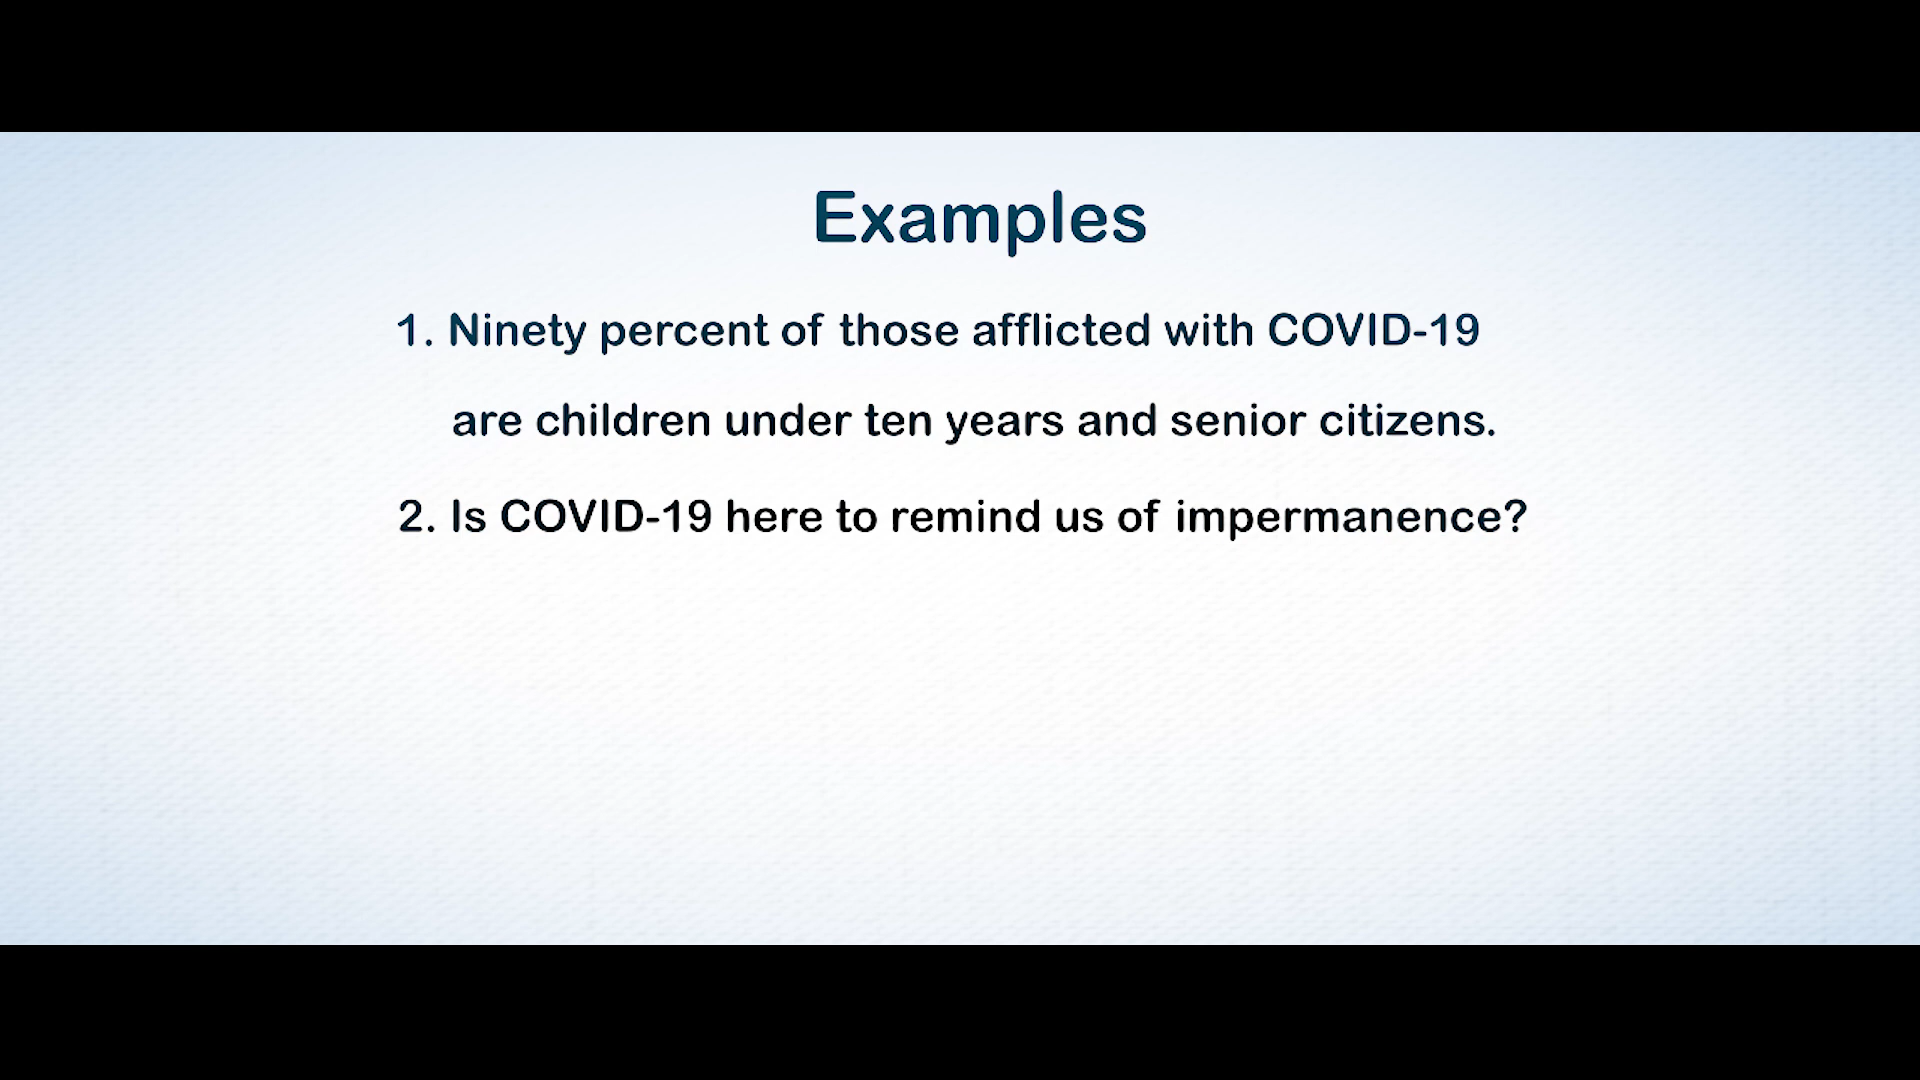 Examples
1. Ninety percent of those afflicted with COVID-19
are children under ten years and senior citizens.
2. Is COVID-19 here to remind us of impermanence?